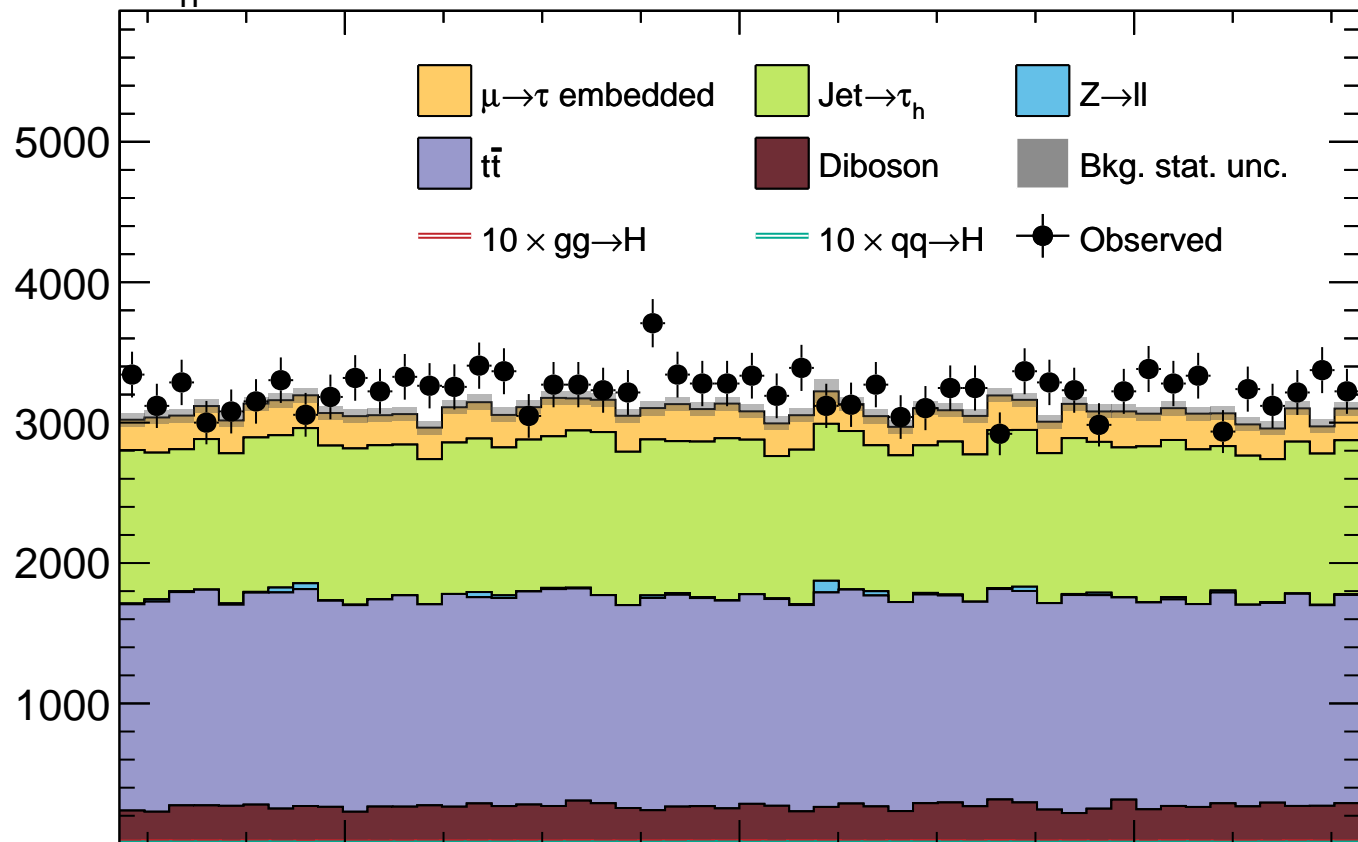 μ→τ embedded Jet→τh Z→ll
tt̄ Diboson Bkg. stat. unc.
10 × gg→H 10 × qq→H Observed
5000
4000
3000
2000
1000